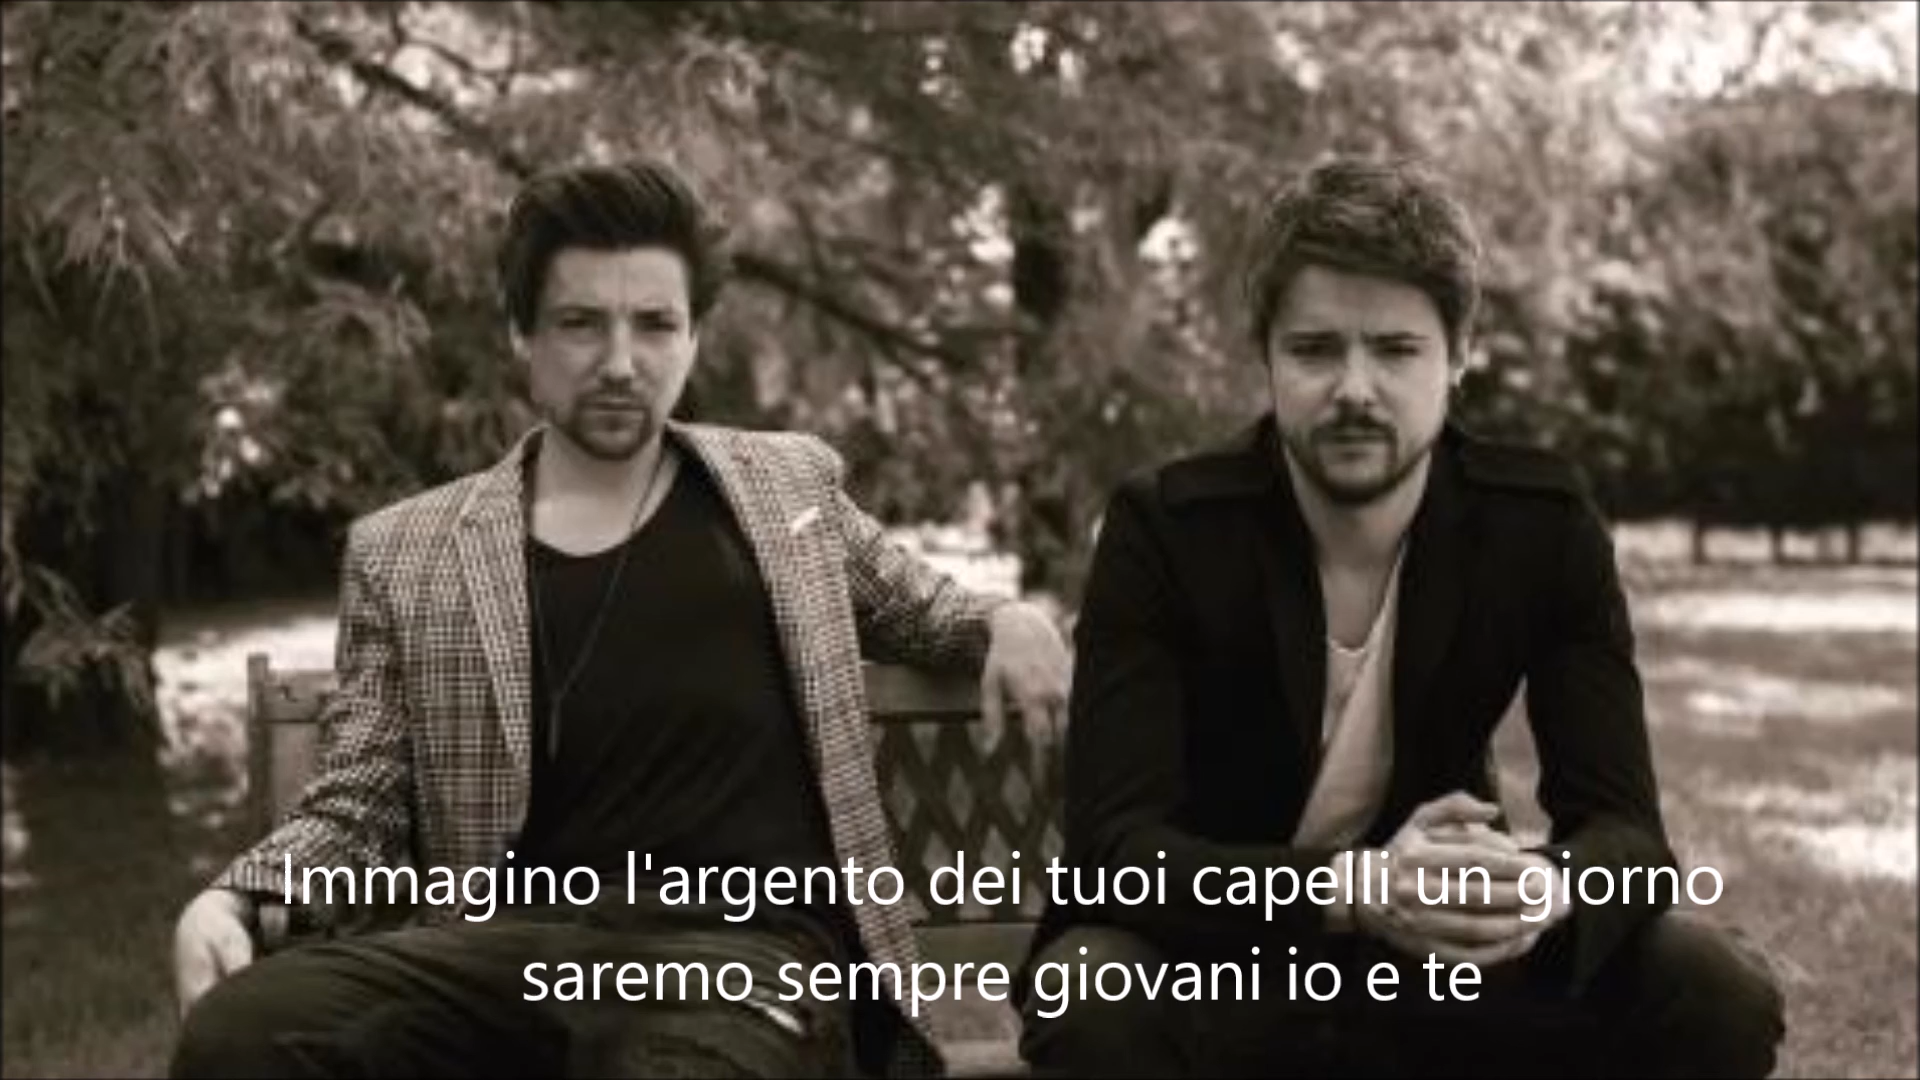 Immagino l'argento dei tuoi capelli un giorno
saremo sempre giovani io e te